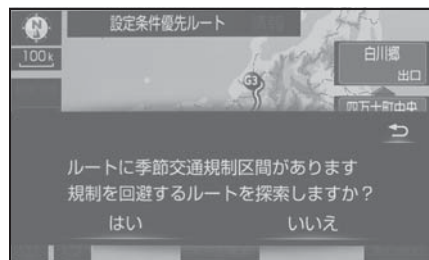 設定条件優先ルート
N
100k
白川郷
出口
G3
四万十町中央
ルートに季節交通規制区間があります
規制を回避するルートを探索しますか？
はい
いいえ